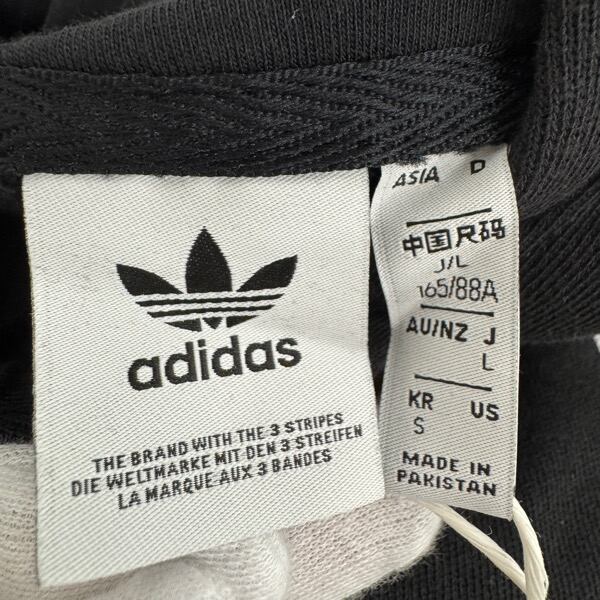 adidas
THE BRAND WITH THE 3 STRIPES
DIE WELTMARKE MIT DEN 3 STREIFEN
LA MARQUE AUX 3 BANDES
ASIA D
中国尺码
J/L
165/88A
AU/NZ J
L
KR US
S
MADE IN
PAKISTAN